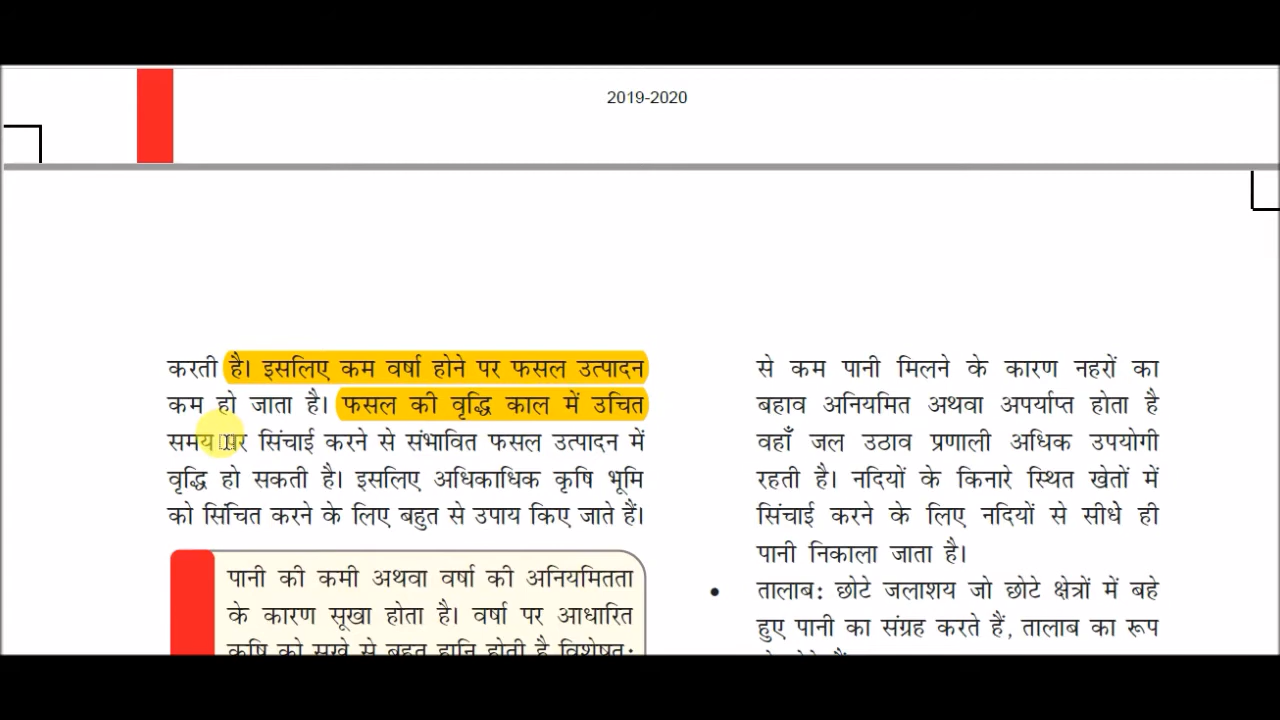 2019-2020
करती है। इसलिए कम वर्षा होने पर फसल उत्पादन
कम हो जाता है। फसल की वृद्धि काल में उचित
समय पर सिंचाई करने से संभावित फसल उत्पादन में
वृद्धि हो सकती है। इसलिए अधिकाधिक कृषि भूमि
को सिंचित करने के लिए बहुत से उपाय किए जाते हैं।
पानी की कमी अथवा वर्षा की अनियमितता
के कारण सूखा होता है। वर्षा पर आधारित
कृषि को सूखे से बहुत हानि होती है विशेषत:
से कम पानी मिलने के कारण नहरों का
बहाव अनियमित अथवा अपर्याप्त होता है
वहाँ जल उठाव प्रणाली अधिक उपयोगी
रहती है। नदियों के किनारे स्थित खेतों में
सिंचाई करने के लिए नदियों से सीधे ही
पानी निकाला जाता है।
• तालाब: छोटे जलाशय जो छोटे क्षेत्रों में बहे
हुए पानी का संग्रह करते हैं, तालाब का रूप